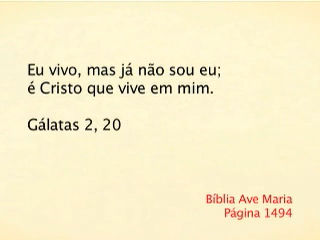 Eu vivo, mas já não sou eu;
é Cristo que vive em mim.
Gálatas 2, 20
Bíblia Ave Maria
Página 1494